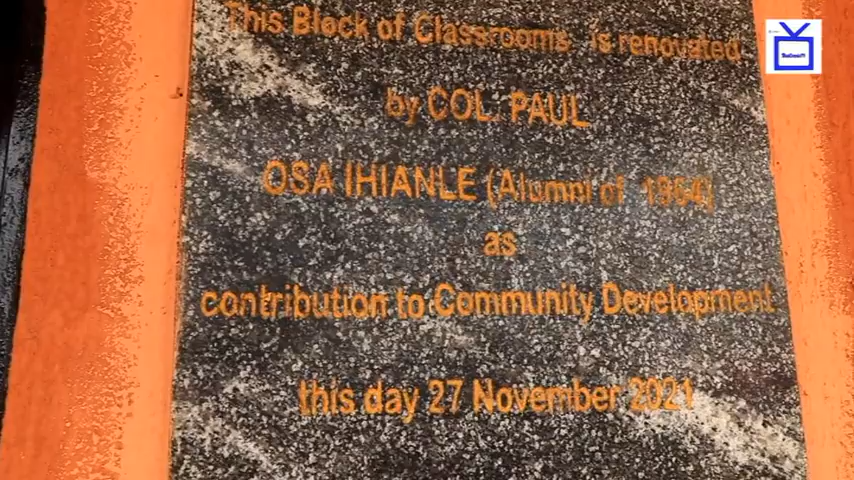 This Block of Classrooms is renovated
by COL. PAUL
OSA IHIANLE (Alumni of 1964)
as
contribution to Community Development
this day 27 November 2021